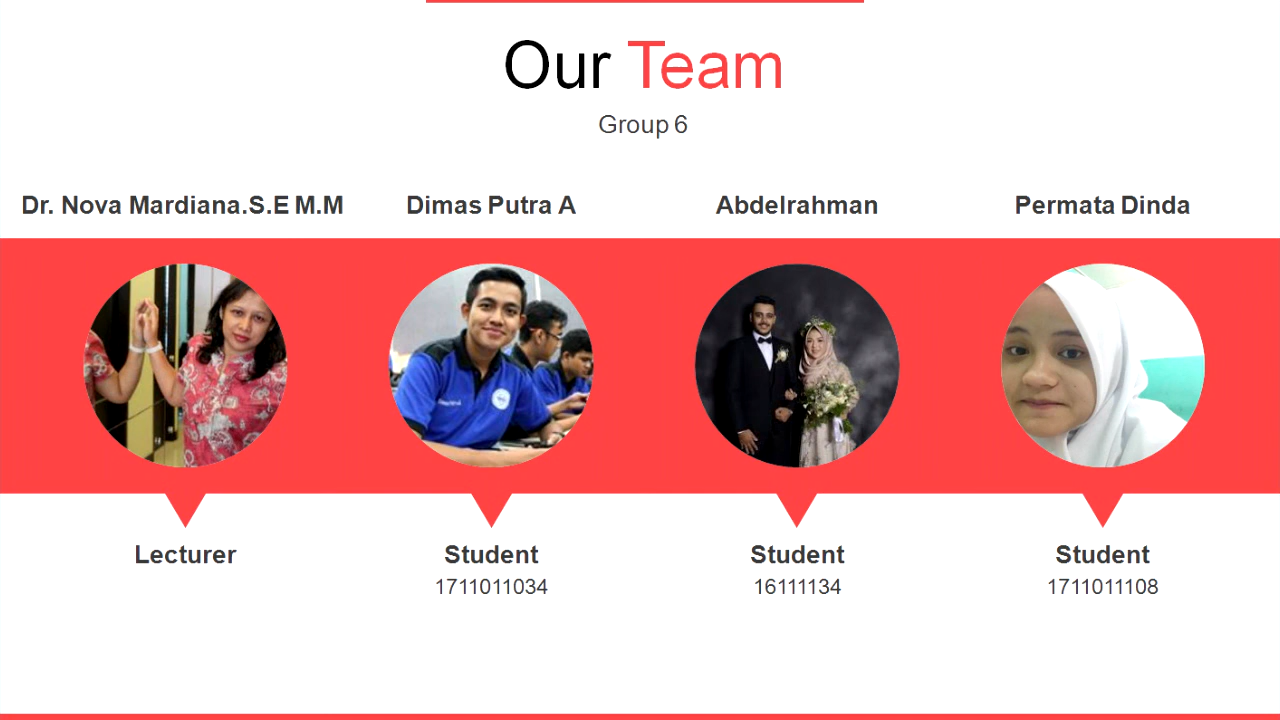 Our Team
Group 6
Dr. Nova Mardiana.S.E M.M
Dimas Putra A
Abdelrahman
Permata Dinda
Lecturer
Student
1711011034
Student
16111134
Student
1711011108